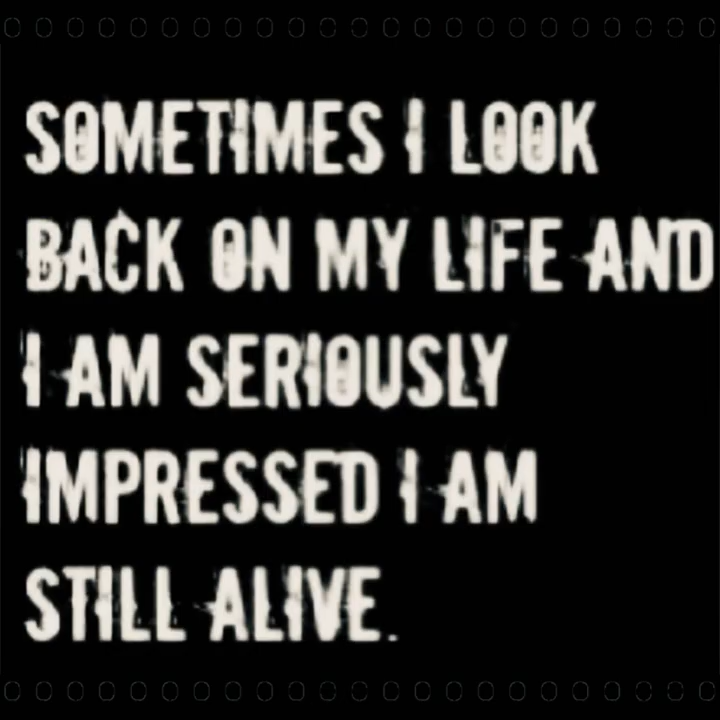 SOMETIMES I LOOK
BACK ON MY LIFE AND
I AM SERIOUSLY
IMPRESSED I AM
STILL ALIVE.